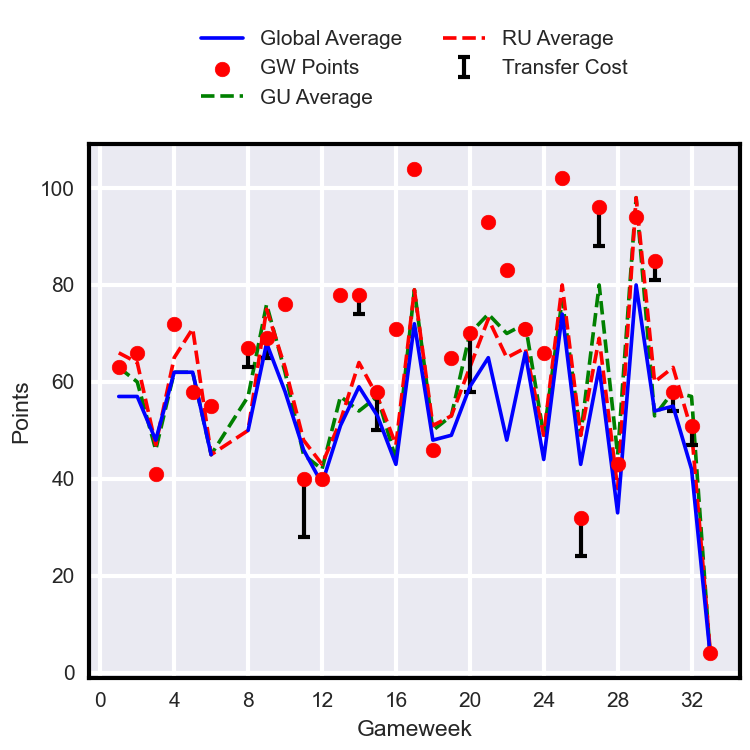 Global Average
GW Points
GU Average
RU Average
Transfer Cost
Points
100
80
60
40
20
0
0 4 8 12 16 20 24 28 32
Gameweek